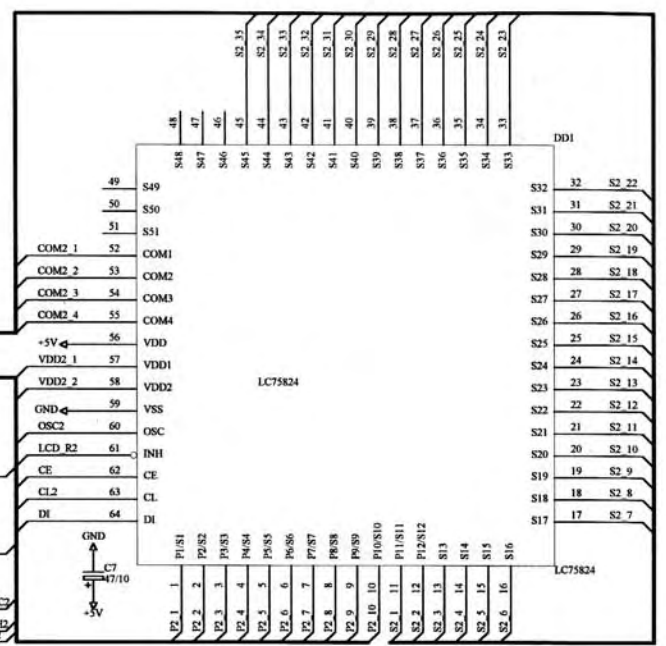 S2_35 S2_34 S2_33 S2_32 S2_31 S2_30 S2_29 S2_28 S2_27 S2_26 S2_25 S2_24 S2_23
48 47 46 45 44 43 42 41 40 39 38 37 36 35 34 33
DD1
S48 S47 S46 S45 S44 S43 S42 S41 S40 S39 S38 S37 S36 S35 S34 S33
49 S49 S32 32 S2_22
50 S50 S31 31 S2_21
51 S51 S30 30 S2_20
COM2_1 52 COM1 S29 29 S2_19
COM2_2 53 COM2 S28 28 S2_18
COM2_3 54 COM3 S27 27 S2_17
COM2_4 55 COM4 S26 26 S2_16
+5V 56 VDD S25 25 S2_15
VDD2_1 57 VDD1 S24 24 S2_14
VDD2_2 58 VDD2 S23 23 S2_13
LC75824
GND 59 VSS S22 22 S2_12
OSC2 60 OSC S21 21 S2_11
LCD_R2 61 INH S20 20 S2_10
CE 62 CE S19 19 S2_9
CL2 63 CL S18 18 S2_8
DI 64 DI S17 17 S2_7
GND
P1/S1 P2/S2 P3/S3 P4/S4 P5/S5 P6/S6 P7/S7 P8/S8 P9/S9 P10/S10 P11/S11 P12/S12 S13 S14 S15 S16
C7
47/10
+
+5V
LC75824
1 2 3 4 5 6 7 8 9 10 11 12 13 14 15 16
P2_1 P2_2 P2_3 P2_4 P2_5 P2_6 P2_7 P2_8 P2_9 P2_10 S2_1 S2_2 S2_3 S2_4 S2_5 S2_6